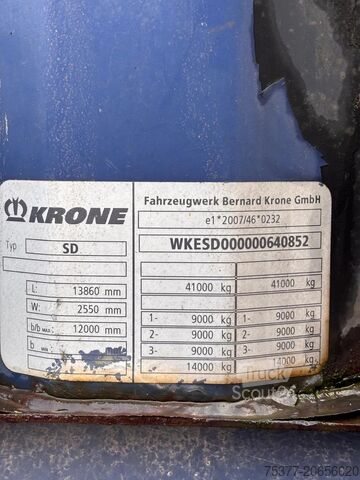 KRONE
Fahrzeugwerk Bernard Krone GmbH
e1*2007/46*0232
Typ SD WKESD000000640852
L: 13860 mm 41000 kg 41000 kg
W: 2550 mm
b/b MAX: 12000 mm 1- 9000 kg 1- 9000 kg
2- 9000 kg 2- 9000 kg
b MIN: 3- 9000 kg 3- 9000 kg
14000 kg 14000 kg
Truck
Scout
75377-20656020